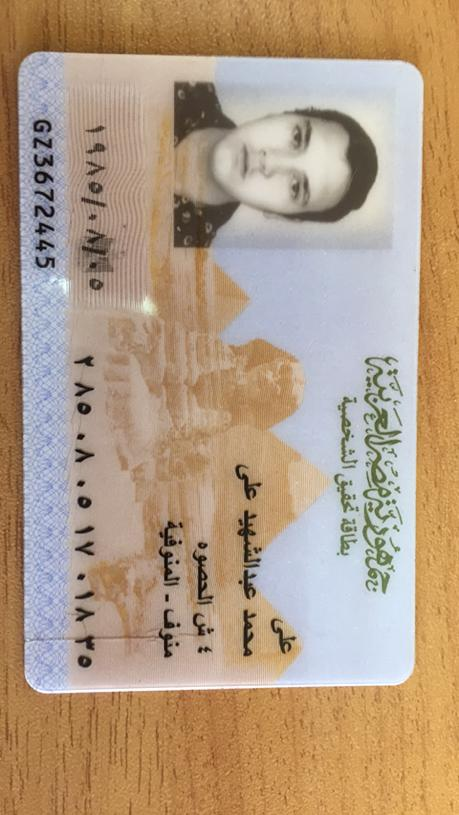 جمهورية مصر العربية
بطاقة تحقيق الشخصية
على
محمد عبدالشهيد على
٤ ش الحصوه
منوف - المنوفية
٢٨٥٠٨٠٥١٧٠١٨٣٥
١٩٨٥/٠٨/٠٥
GZ3672445